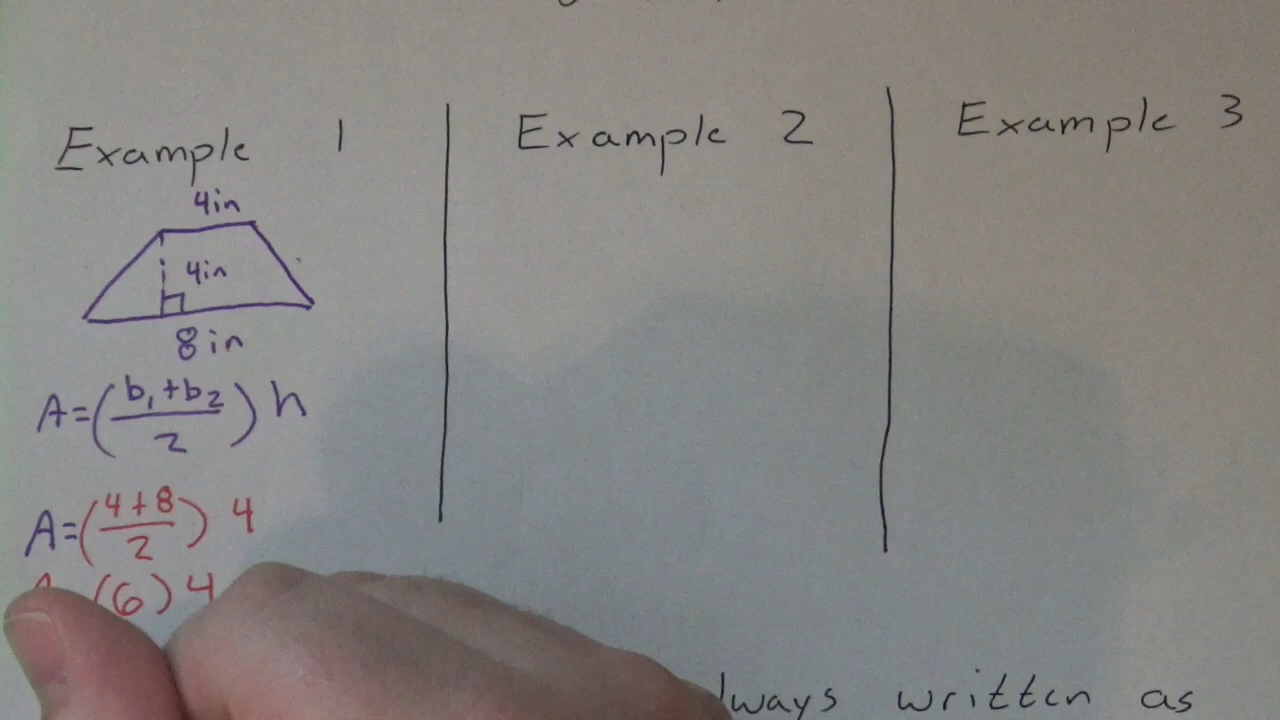 Example 1
4in
4in
8in
A=(b₁+b₂/2)h
A=(4+8/2)4
(6)4
Example 2
Example 3
written as